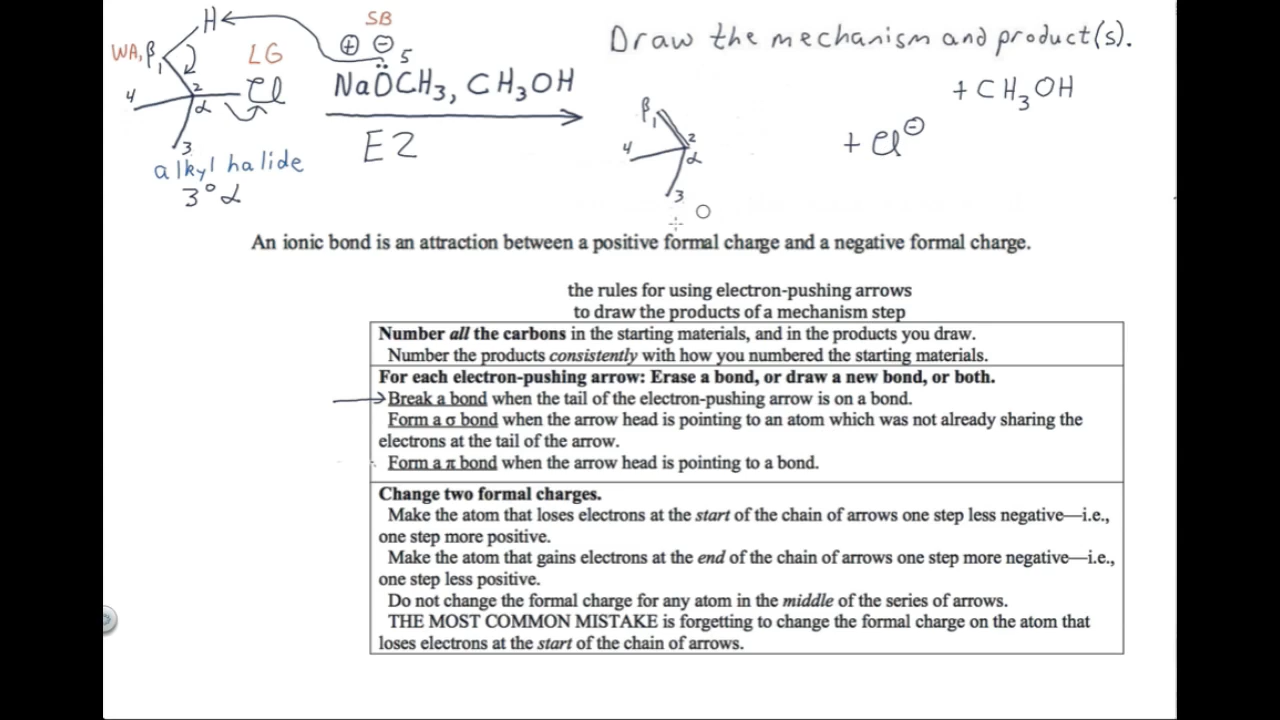 Draw the mechanism and product(s).
H
SB
⊕ ⊖
5
WA, β
1
LG
NaÖCH3, CH3OH
4
2
α
Cl
3
alkyl halide
3° α
E2
β
1
4
2
α
3
+ Cl⊖
+ CH3OH
An ionic bond is an attraction between a positive formal charge and a negative formal charge.
the rules for using electron-pushing arrows
to draw the products of a mechanism step
Number all the carbons in the starting materials, and in the products you draw.
Number the products consistently with how you numbered the starting materials.
For each electron-pushing arrow: Erase a bond, or draw a new bond, or both.
Break a bond when the tail of the electron-pushing arrow is on a bond.
Form a σ bond when the arrow head is pointing to an atom which was not already sharing the
electrons at the tail of the arrow.
Form a π bond when the arrow head is pointing to a bond.
Change two formal charges.
Make the atom that loses electrons at the start of the chain of arrows one step less negative—i.e.,
one step more positive.
Make the atom that gains electrons at the end of the chain of arrows one step more negative—i.e.,
one step less positive.
Do not change the formal charge for any atom in the middle of the series of arrows.
THE MOST COMMON MISTAKE is forgetting to change the formal charge on the atom that
loses electrons at the start of the chain of arrows.